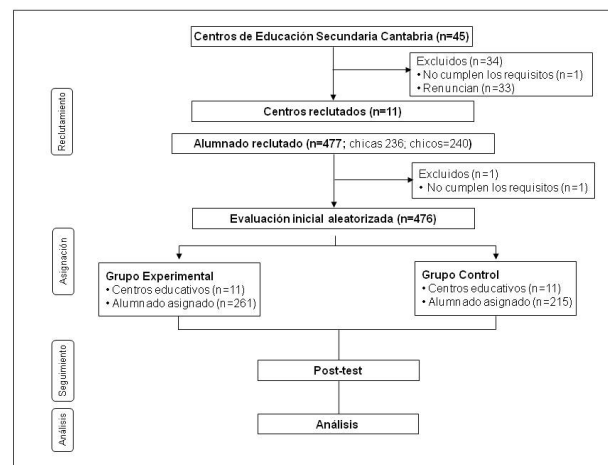 Centros de Educación Secundaria Cantabria (n=45)
Excluidos (n=34)
• No cumplen los requisitos (n=1)
• Renuncian (n=33)
Reclutamiento
Centros reclutados (n=11)
Alumnado reclutado (n=477; chicas 236; chicos=240)
Excluidos (n=1)
• No cumplen los requisitos (n=1)
Evaluación inicial aleatorizada (n=476)
Asignación
Grupo Experimental
• Centros educativos (n=11)
• Alumnado asignado (n=261)
Grupo Control
• Centros educativos (n=11)
• Alumnado asignado (n=215)
Seguimiento
Post-test
Análisis
Análisis